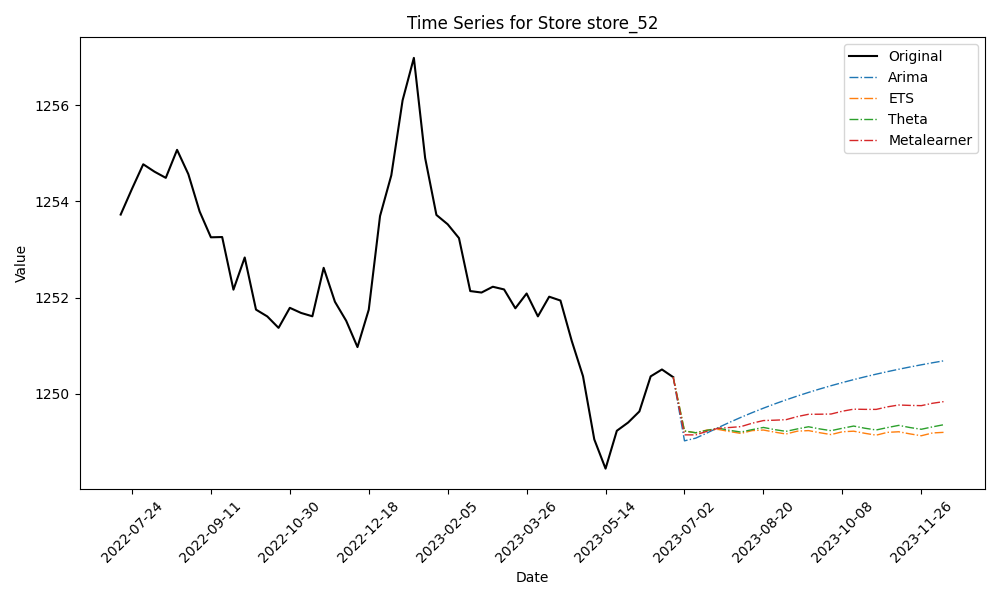 Time Series for Store store_52
Value
1256
1254
1252
1250
Original
Arima
ETS
Theta
Metalearner
2022-07-24
2022-09-11
2022-10-30
2022-12-18
2023-02-05
2023-03-26
2023-05-14
2023-07-02
2023-08-20
2023-10-08
2023-11-26
Date